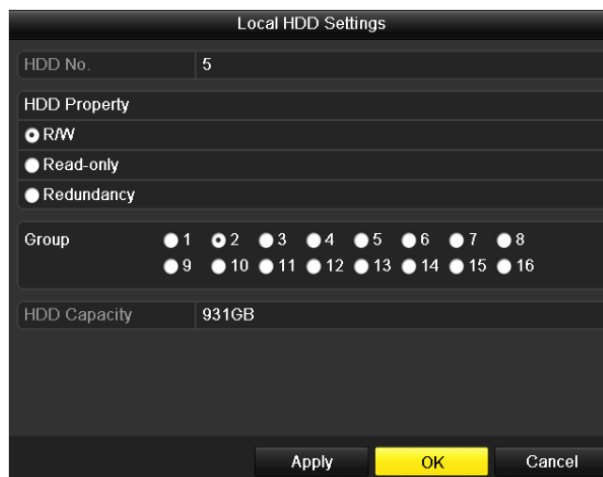 Local HDD Settings
HDD No. 5
HDD Property
R/W
Read-only
Redundancy
Group 1 2 3 4 5 6 7 8
9 10 11 12 13 14 15 16
HDD Capacity 931GB
Apply OK Cancel